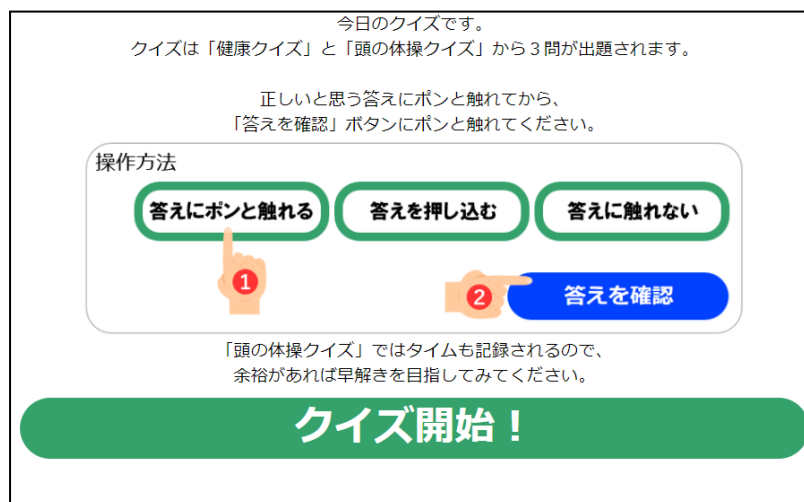 今日のクイズです。
クイズは「健康クイズ」と「頭の体操クイズ」から３問が出題されます。
正しいと思う答えにポンと触れてから、
「答えを確認」ボタンにポンと触れてください。
操作方法
答えにポンと触れる 答えを押し込む 答えに触れない
1
2 答えを確認
「頭の体操クイズ」ではタイムも記録されるので、
余裕があれば早解きを目指してみてください。
クイズ開始！